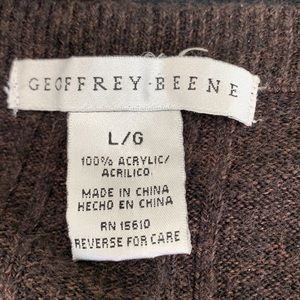 GEOFFREY·BEENE
L/G
100% ACRYLIC/
ACRILICO
MADE IN CHINA
HECHO EN CHINA
RN 15610
REVERSE FOR CARE